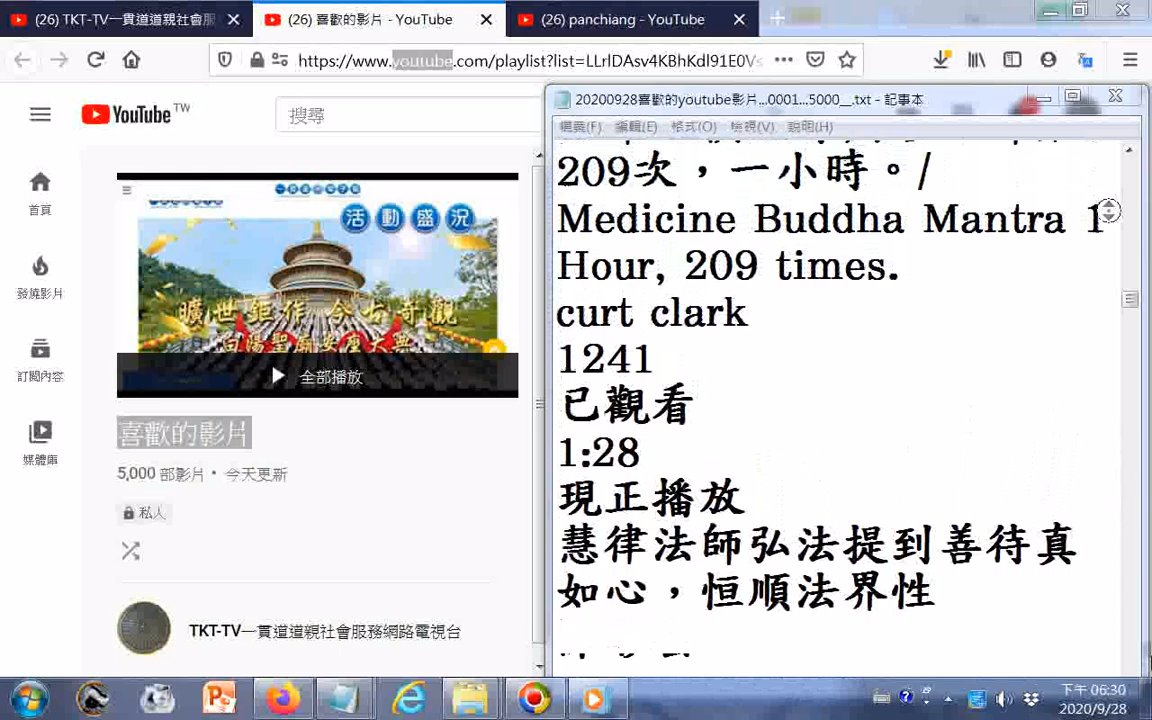 (26) TKT-TV一貫道道親社會服
(26) 喜歡的影片 - YouTube
(26) panchiang - YouTube
https://www.youtube.com/playlist?list=LLrlDAsv4KBhKdl91E0Vs
YouTube TW
搜尋
首頁
發燒影片
訂閱內容
媒體庫
活動盛況
曠世鉅作 今古奇觀
全部播放
喜歡的影片
5,000 部影片・今天更新
私人
TKT-TV一貫道道親社會服務網路電視台
20200928喜歡的youtube影片...0001...5000__.txt - 記事本
檔案(F) 編輯(E) 格式(O) 檢視(V) 說明(H)
209次，一小時。/
Medicine Buddha Mantra 1
Hour, 209 times.
curt clark
1241
已觀看
1:28
現正播放
慧律法師弘法提到善待真
如心，恒順法界性
下午 06:30
2020/9/28